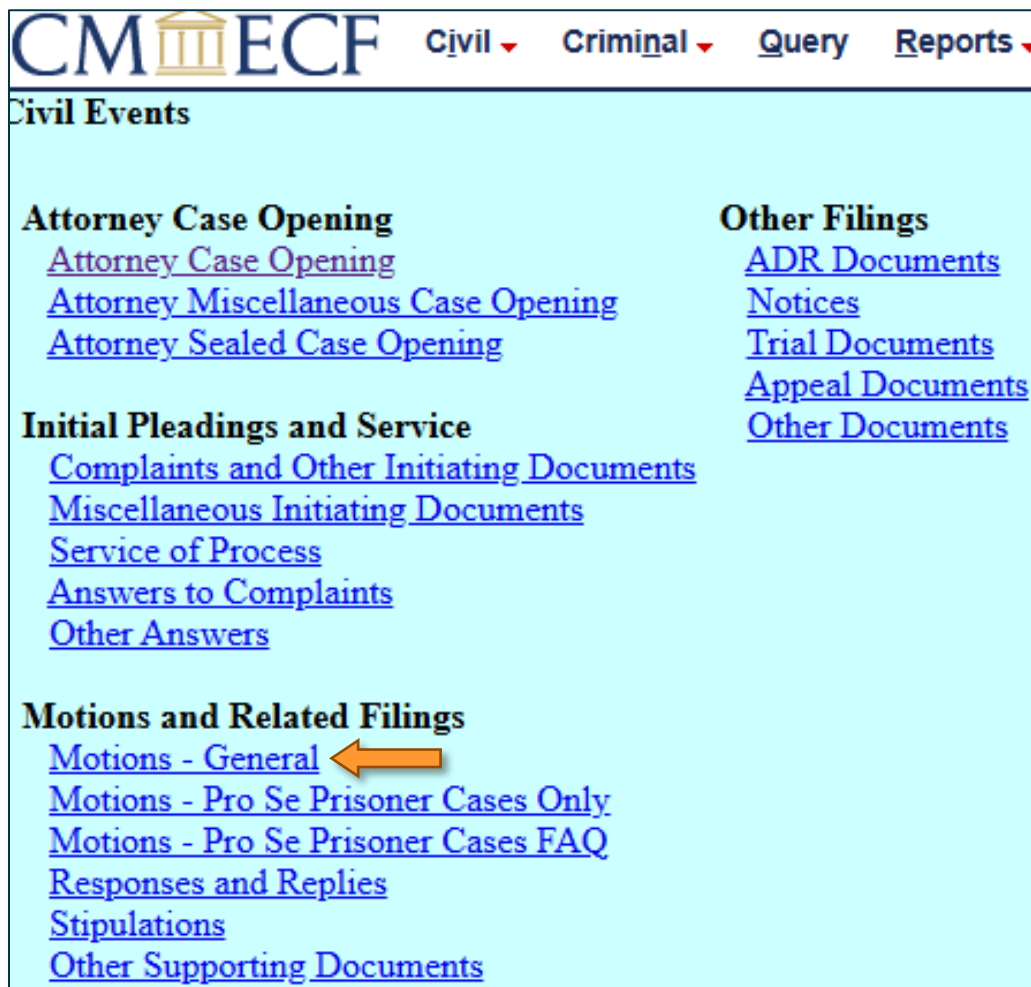 CM ECF Civil Criminal Query Reports
Civil Events
Attorney Case Opening
Attorney Case Opening
Attorney Miscellaneous Case Opening
Attorney Sealed Case Opening
Initial Pleadings and Service
Complaints and Other Initiating Documents
Miscellaneous Initiating Documents
Service of Process
Answers to Complaints
Other Answers
Motions and Related Filings
Motions - General
Motions - Pro Se Prisoner Cases Only
Motions - Pro Se Prisoner Cases FAQ
Responses and Replies
Stipulations
Other Supporting Documents
Other Filings
ADR Documents
Notices
Trial Documents
Appeal Documents
Other Documents